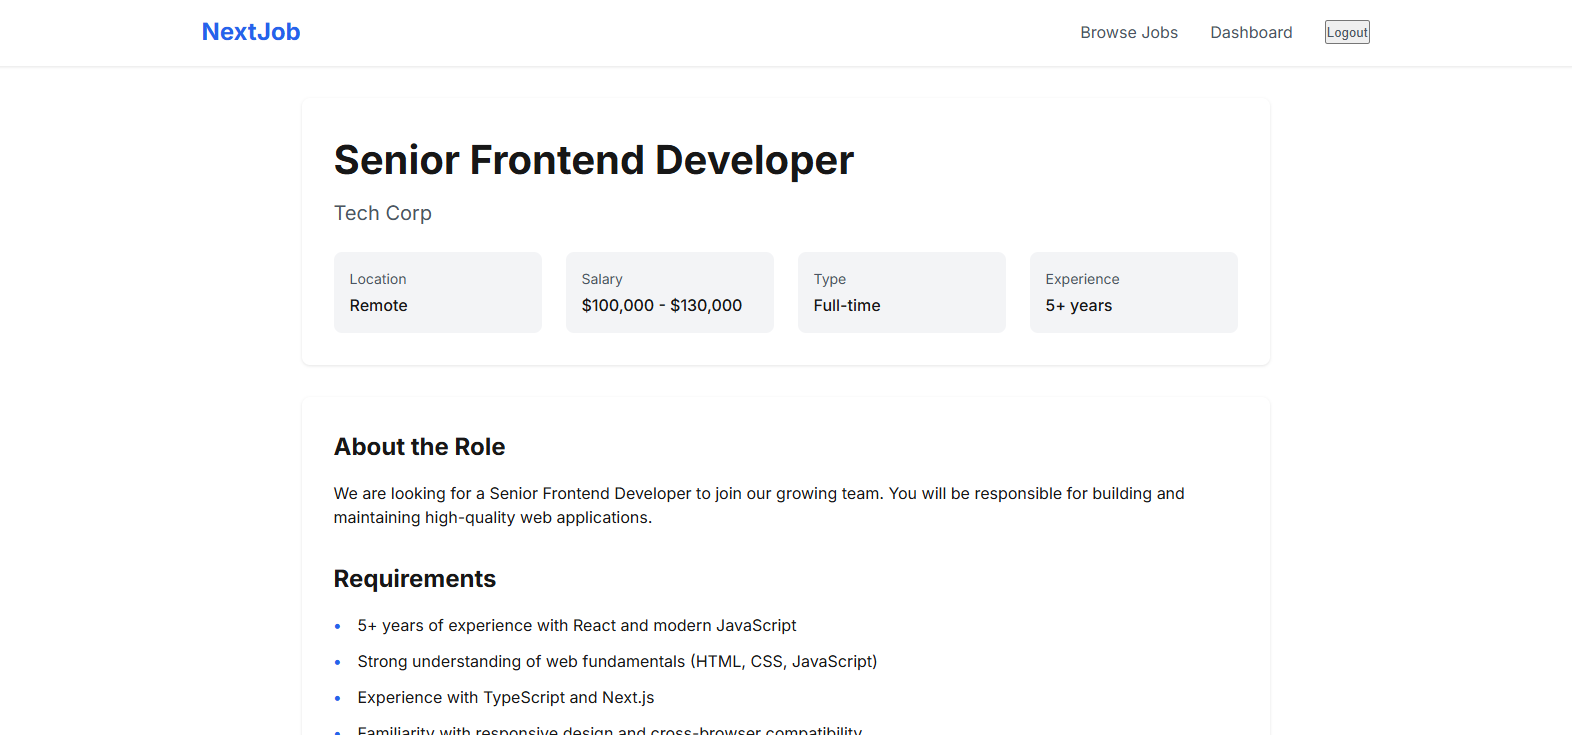 NextJob
Browse Jobs
Dashboard
Logout
Senior Frontend Developer
Tech Corp
Location
Remote
Salary
$100,000 - $130,000
Type
Full-time
Experience
5+ years
About the Role
We are looking for a Senior Frontend Developer to join our growing team. You will be responsible for building and
maintaining high-quality web applications.
Requirements
• 5+ years of experience with React and modern JavaScript
• Strong understanding of web fundamentals (HTML, CSS, JavaScript)
• Experience with TypeScript and Next.js
• Familiarity with responsive design and cross-browser compatibility